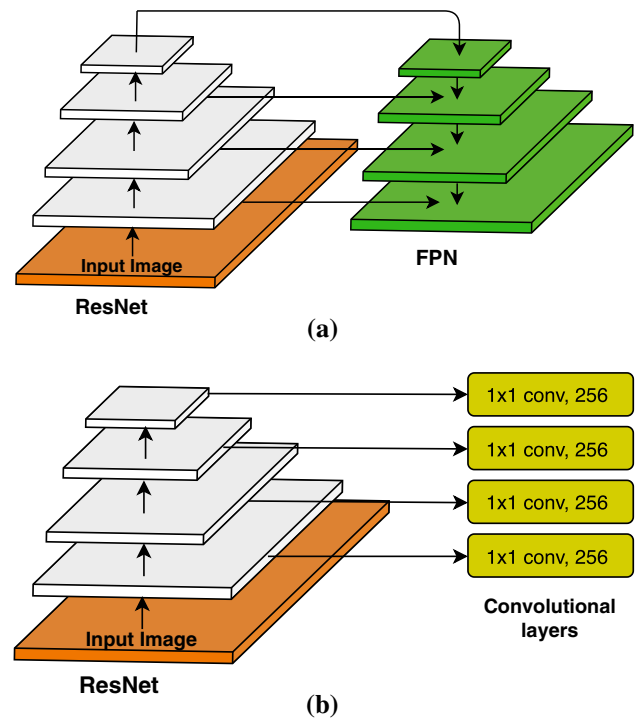 Input Image
FPN
ResNet
(a)
1x1 conv, 256
1x1 conv, 256
1x1 conv, 256
1x1 conv, 256
Convolutional
layers
Input Image
ResNet
(b)